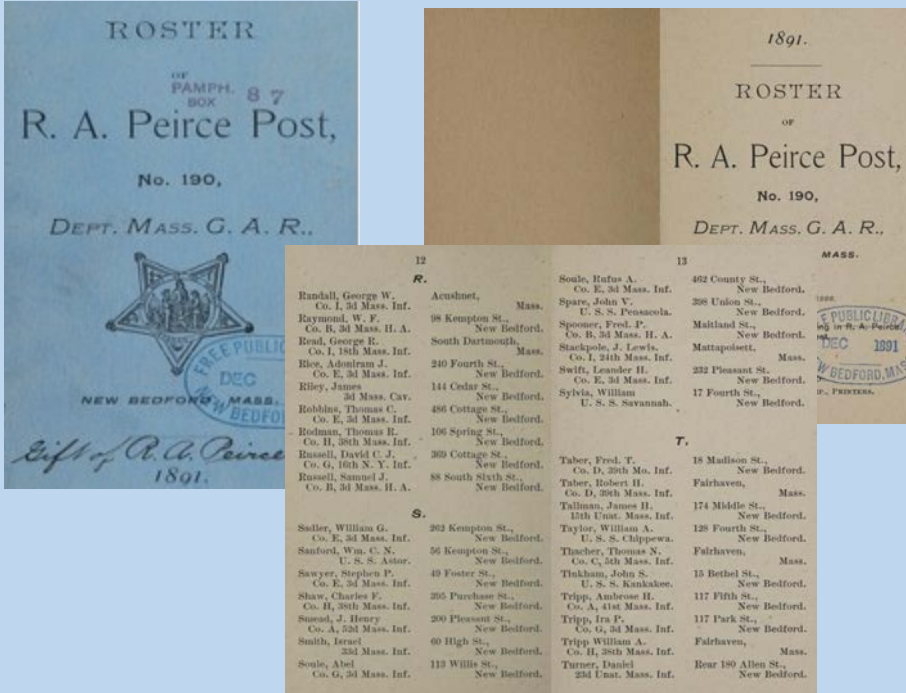 ROSTER
OF
PAMPH.
BOX 87
R. A. Peirce Post,
No. 190,
DEPT. MASS. G. A. R.,
FREE PUBLIC
DEC
NEW BEDFORD, MASS.
W BEDFO
Gift of R. A. Peirce
1891.
1891.
ROSTER
OF
R. A. Peirce Post,
No. 190,
DEPT. MASS. G. A. R.,
MASS.
E PUBLIC LIBRA
ing in R. A. Peirce
DEC 1891
W BEDFORD, MAS
PRINTERS.
12
R.
Randall, George W. Acushnet,
Co. I, 3d Mass. Inf. Mass.
Raymond, W. F. 98 Kempton St.,
Co. B, 3d Mass. H. A. New Bedford.
Read, George R. South Dartmouth,
Co. I, 18th Mass. Inf. Mass.
Rice, Adoniram J. 240 Fourth St.,
Co. E, 3d Mass. Inf. New Bedford.
Riley, James 144 Cedar St.,
3d Mass. Cav. New Bedford.
Robbins, Thomas C. 486 Cottage St.,
Co. E, 3d Mass. Inf. New Bedford.
Rodman, Thomas R. 106 Spring St.,
Co. H, 38th Mass. Inf. New Bedford.
Russell, David C. J. 369 Cottage St.,
Co. G, 16th N. Y. Inf. New Bedford.
Russell, Samuel J. 88 South Sixth St.,
Co. B, 3d Mass. H. A. New Bedford.
S.
Sadler, William G. 262 Kempton St.,
Co. E, 3d Mass. Inf. New Bedford.
Sanford, Wm. C. N. 56 Kempton St.,
U. S. S. Astor. New Bedford.
Sawyer, Stephen P. 49 Foster St.,
Co. E, 3d Mass. Inf. New Bedford.
Shaw, Charles F. 395 Purchase St.,
Co. H, 38th Mass. Inf. New Bedford.
Smead, J. Henry 200 Pleasant St.,
Co. A, 52d Mass. Inf. New Bedford.
Smith, Israel 60 High St.,
33d Mass. Inf. New Bedford.
Soule, Abel 113 Willis St.,
Co. G, 3d Mass. Inf. New Bedford.
13
Soule, Rufus A. 462 County St.,
Co. E, 3d Mass. Inf. New Bedford.
Spare, John V. 398 Union St.,
U. S. S. Pensacola. New Bedford.
Spooner, Fred. P. Maitland St.,
Co. B, 3d Mass. H. A. New Bedford.
Stackpole, J. Lewis. Mattapoisett,
Co. I, 24th Mass. Inf. Mass.
Swift, Leander H. 232 Pleasant St.,
Co. E, 3d Mass. Inf. New Bedford.
Sylvia, William 17 Fourth St.,
U. S. S. Savannah. New Bedford.
T.
Taber, Fred. T. 18 Madison St.,
Co. D, 39th Mo. Inf. New Bedford.
Taber, Robert H. Fairhaven,
Co. D, 39th Mass. Inf. Mass.
Tallman, James H. 174 Middle St.,
15th Unat. Mass. Inf. New Bedford.
Taylor, William A. 128 Fourth St.,
U. S. S. Chippewa. New Bedford.
Thacher, Thomas N. Fairhaven,
Co. C, 5th Mass. Inf. Mass.
Tinkham, John S. 15 Bethel St.,
U. S. S. Kankakee. New Bedford.
Tripp, Ambrose H. 117 Fifth St.,
Co. A, 41st Mass. Inf. New Bedford.
Tripp, Ira P. 117 Park St.,
Co. G, 3d Mass. Inf. New Bedford.
Tripp William A. Fairhaven,
Co. H, 38th Mass. Inf. Mass.
Turner, Daniel Rear 180 Allen St.,
23d Unat. Mass. Inf. New Bedford.